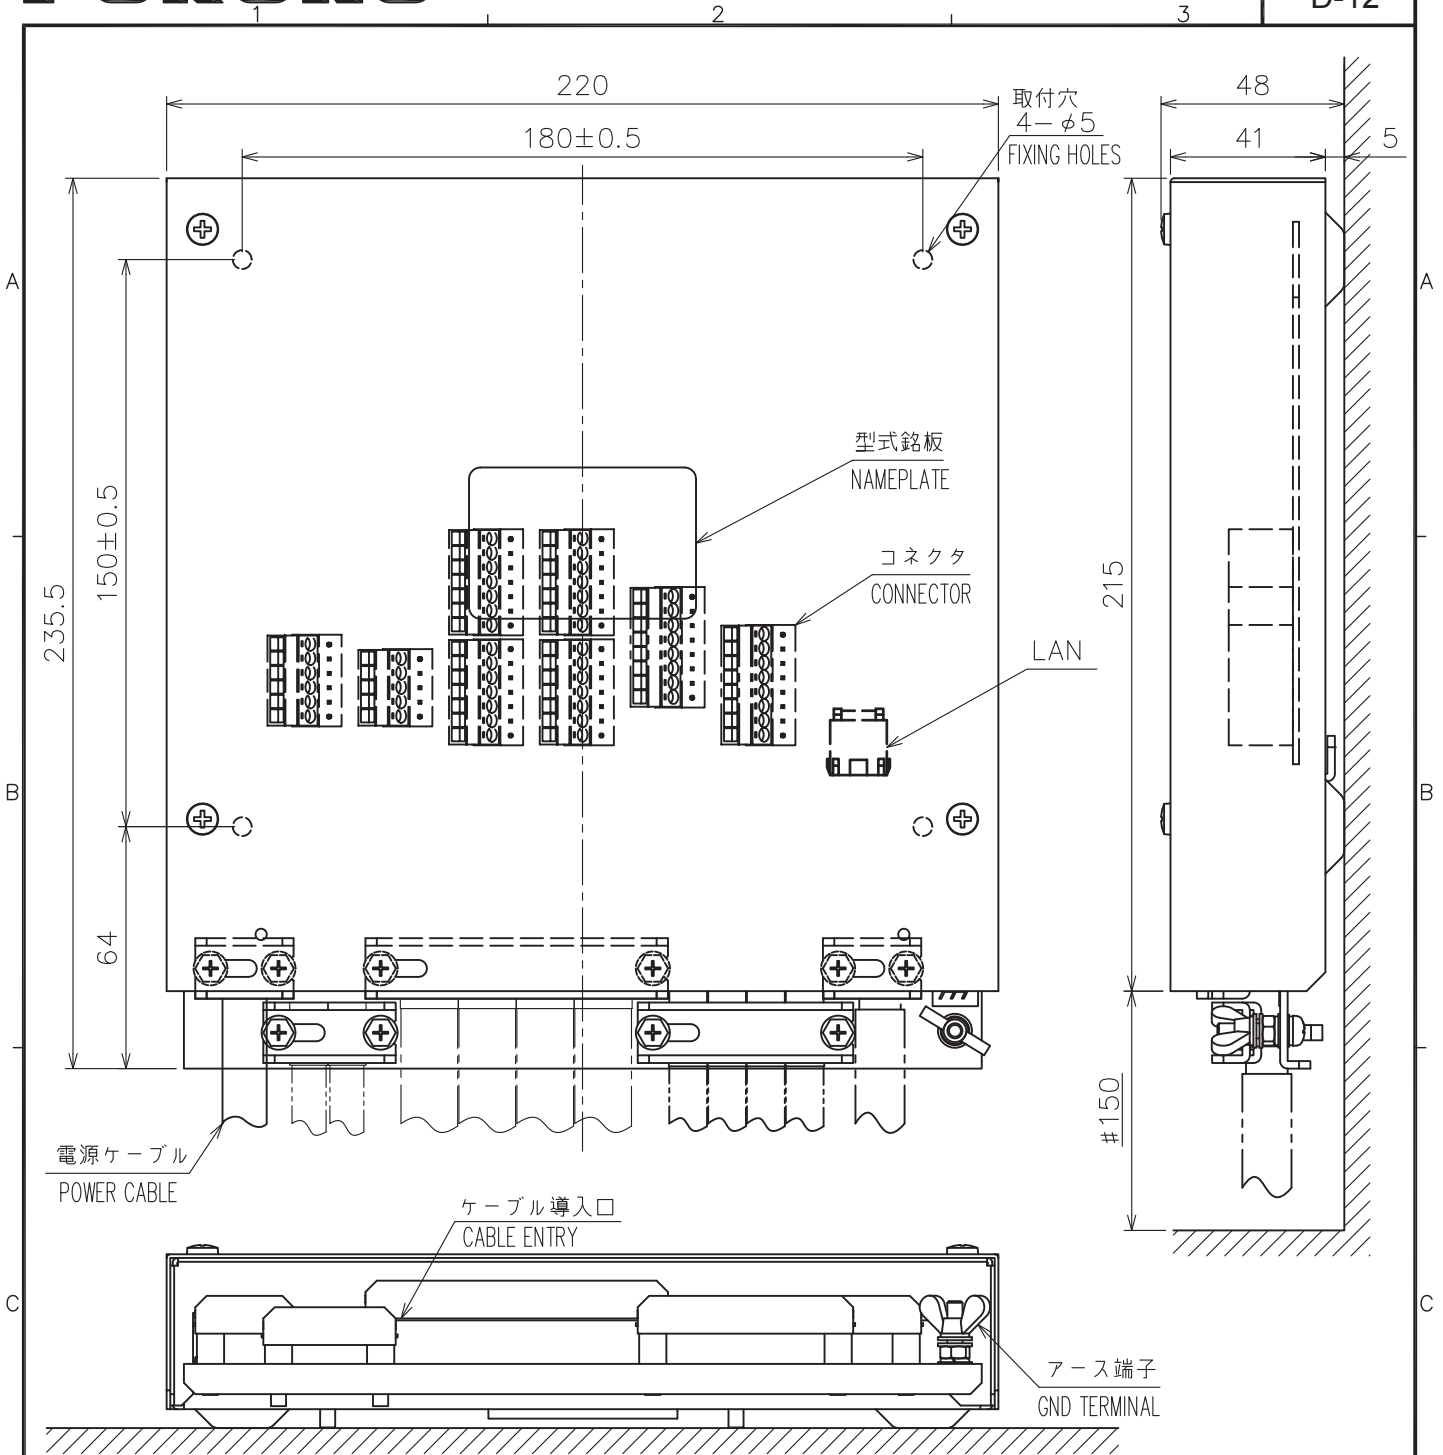 D-12
1
2
3
220
取付穴
4-φ5
FIXING HOLES
180±0.5
48
41
5
A
A
型式銘板
NAMEPLATE
150±0.5
235.5
コネクタ
CONNECTOR
215
LAN
B
B
64
#150
電源ケーブル
POWER CABLE
ケーブル導入口
CABLE ENTRY
C
C
アース端子
GND TERMINAL